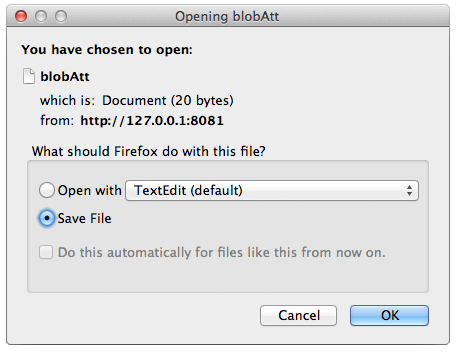 Opening blobAtt
You have chosen to open:
blobAtt
which is: Document (20 bytes)
from: http://127.0.0.1:8081
What should Firefox do with this file?
Open with TextEdit (default)
Save File
Do this automatically for files like this from now on.
Cancel OK